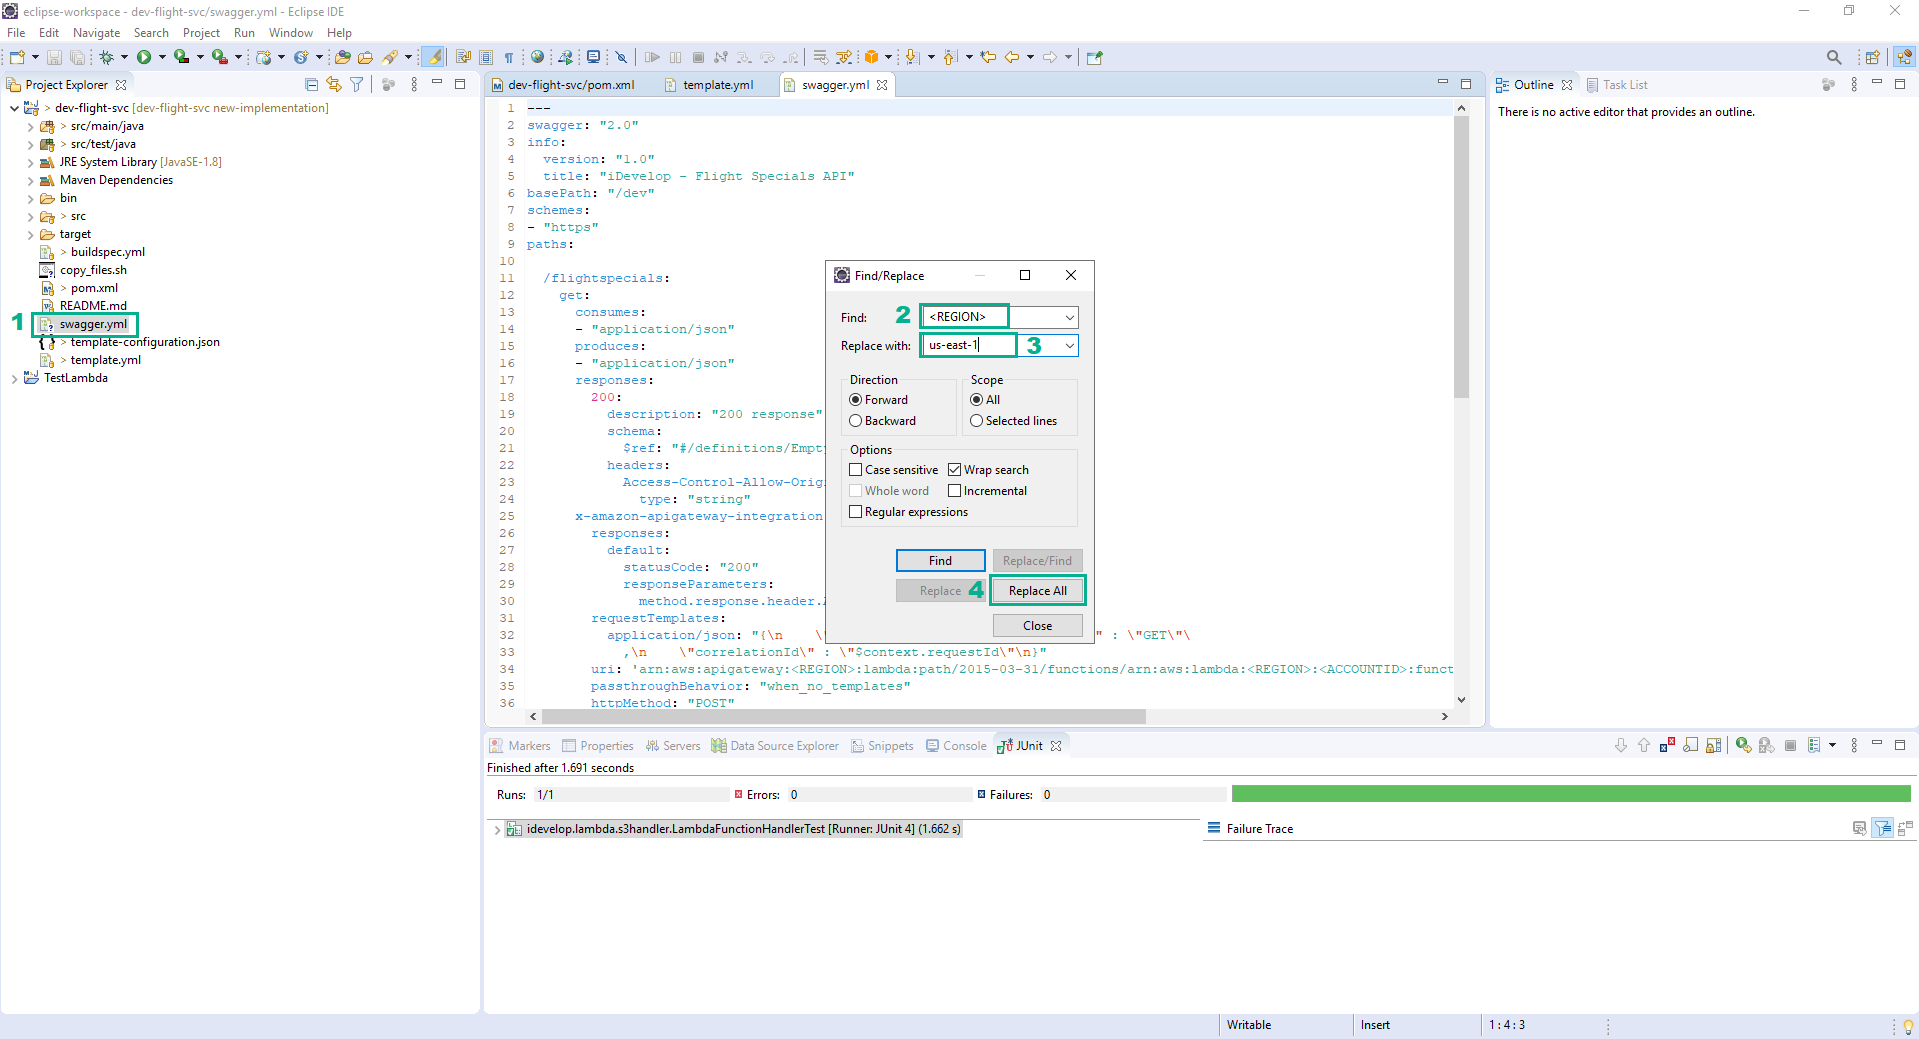 eclipse-workspace - dev-flight-svc/swagger.yml - Eclipse IDE
File Edit Navigate Search Project Run Window Help
Project Explorer
dev-flight-svc/pom.xml template.yml swagger.yml
Outline Task List
There is no active editor that provides an outline.
> dev-flight-svc [dev-flight-svc new-implementation]
> src/main/java
> src/test/java
JRE System Library [JavaSE-1.8]
Maven Dependencies
bin
> src
target
> buildspec.yml
copy_files.sh
> pom.xml
README.md
1 swagger.yml
> template-configuration.json
> template.yml
TestLambda
1 ---
2 swagger: "2.0"
3 info:
4 version: "1.0"
5 title: "iDevelop - Flight Specials API"
6 basePath: "/dev"
7 schemes:
8 - "https"
9 paths:
10
11 /flightspecials:
12 get:
13 consumes:
14 - "application/json"
15 produces:
16 - "application/json"
17 responses:
18 200:
19 description: "200 response"
20 schema:
21 $ref: "#/definitions/Empty
22 headers:
23 Access-Control-Allow-Orig
24 type: "string"
25 x-amazon-apigateway-integration
26 responses:
27 default:
28 statusCode: "200"
29 responseParameters:
30 method.response.header.
31 requestTemplates:
32 application/json: "{\n \" \" : \"GET\"\
33 ,\n \"correlationId\" : \"$context.requestId\"\n}"
34 uri: 'arn:aws:apigateway:<REGION>:lambda:path/2015-03-31/functions/arn:aws:lambda:<REGION>:<ACCOUNTID>:funct
35 passthroughBehavior: "when_no_templates"
36 httpMethod: "POST"
Find/Replace
Find: 2 <REGION>
Replace with: us-east-1 3
Direction Scope
Forward All
Backward Selected lines
Options
Case sensitive Wrap search
Whole word Incremental
Regular expressions
Find Replace/Find
Replace 4 Replace All
Close
Markers Properties Servers Data Source Explorer Snippets Console JUnit
Finished after 1.691 seconds
Runs: 1/1 Errors: 0 Failures: 0
idevelop.lambda.s3handler.LambdaFunctionHandlerTest [Runner: JUnit 4] (1.662 s)
Failure Trace
Writable Insert 1 : 4 : 3